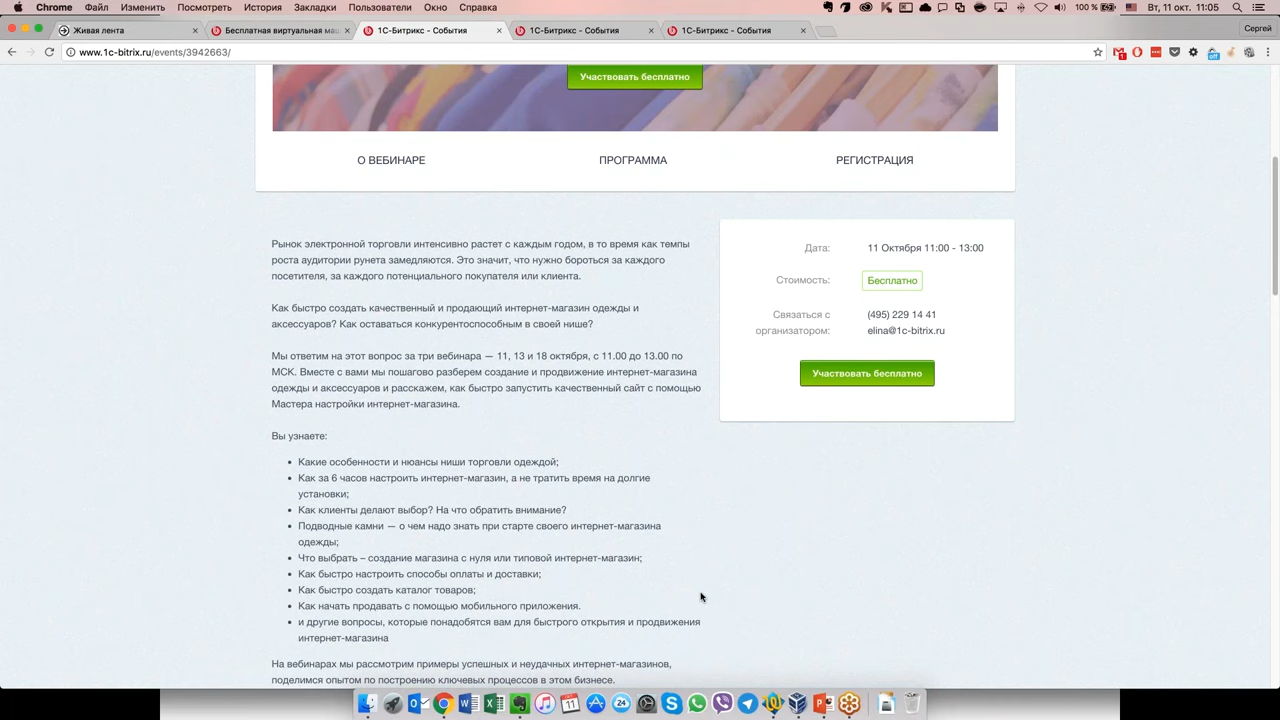 Chrome Файл Изменить Посмотреть История Закладки Пользователи Окно Справка 100 % Вт, 11 окт. 11:05
Живая лента
Бесплатная виртуальная маш
1С-Битрикс - События
1С-Битрикс - События
1С-Битрикс - События
Сергей
www.1c-bitrix.ru/events/3942663/
Участвовать бесплатно
О ВЕБИНАРЕ
ПРОГРАММА
РЕГИСТРАЦИЯ
Рынок электронной торговли интенсивно растет с каждым годом, в то время как темпы
роста аудитории рунета замедляются. Это значит, что нужно бороться за каждого
посетителя, за каждого потенциального покупателя или клиента.
Как быстро создать качественный и продающий интернет-магазин одежды и
аксессуаров? Как оставаться конкурентоспособным в своей нише?
Мы ответим на этот вопрос за три вебинара — 11, 13 и 18 октября, с 11.00 до 13.00 по
МСК. Вместе с вами мы пошагово разберем создание и продвижение интернет-магазина
одежды и аксессуаров и расскажем, как быстро запустить качественный сайт с помощью
Мастера настройки интернет-магазина.
Вы узнаете:
Какие особенности и нюансы ниши торговли одеждой;
Как за 6 часов настроить интернет-магазин, а не тратить время на долгие
установки;
Как клиенты делают выбор? На что обратить внимание?
Подводные камни — о чем надо знать при старте своего интернет-магазина
одежды;
Что выбрать – создание магазина с нуля или типовой интернет-магазин;
Как быстро настроить способы оплаты и доставки;
Как быстро создать каталог товаров;
Как начать продавать с помощью мобильного приложения.
и другие вопросы, которые понадобятся вам для быстрого открытия и продвижения
интернет-магазина
На вебинарах мы рассмотрим примеры успешных и неудачных интернет-магазинов,
поделимся опытом по построению ключевых процессов в этом бизнесе.
Дата: 11 Октября 11:00 - 13:00
Стоимость: Бесплатно
Связаться с
организатором:
(495) 229 14 41
elina@1c-bitrix.ru
Участвовать бесплатно